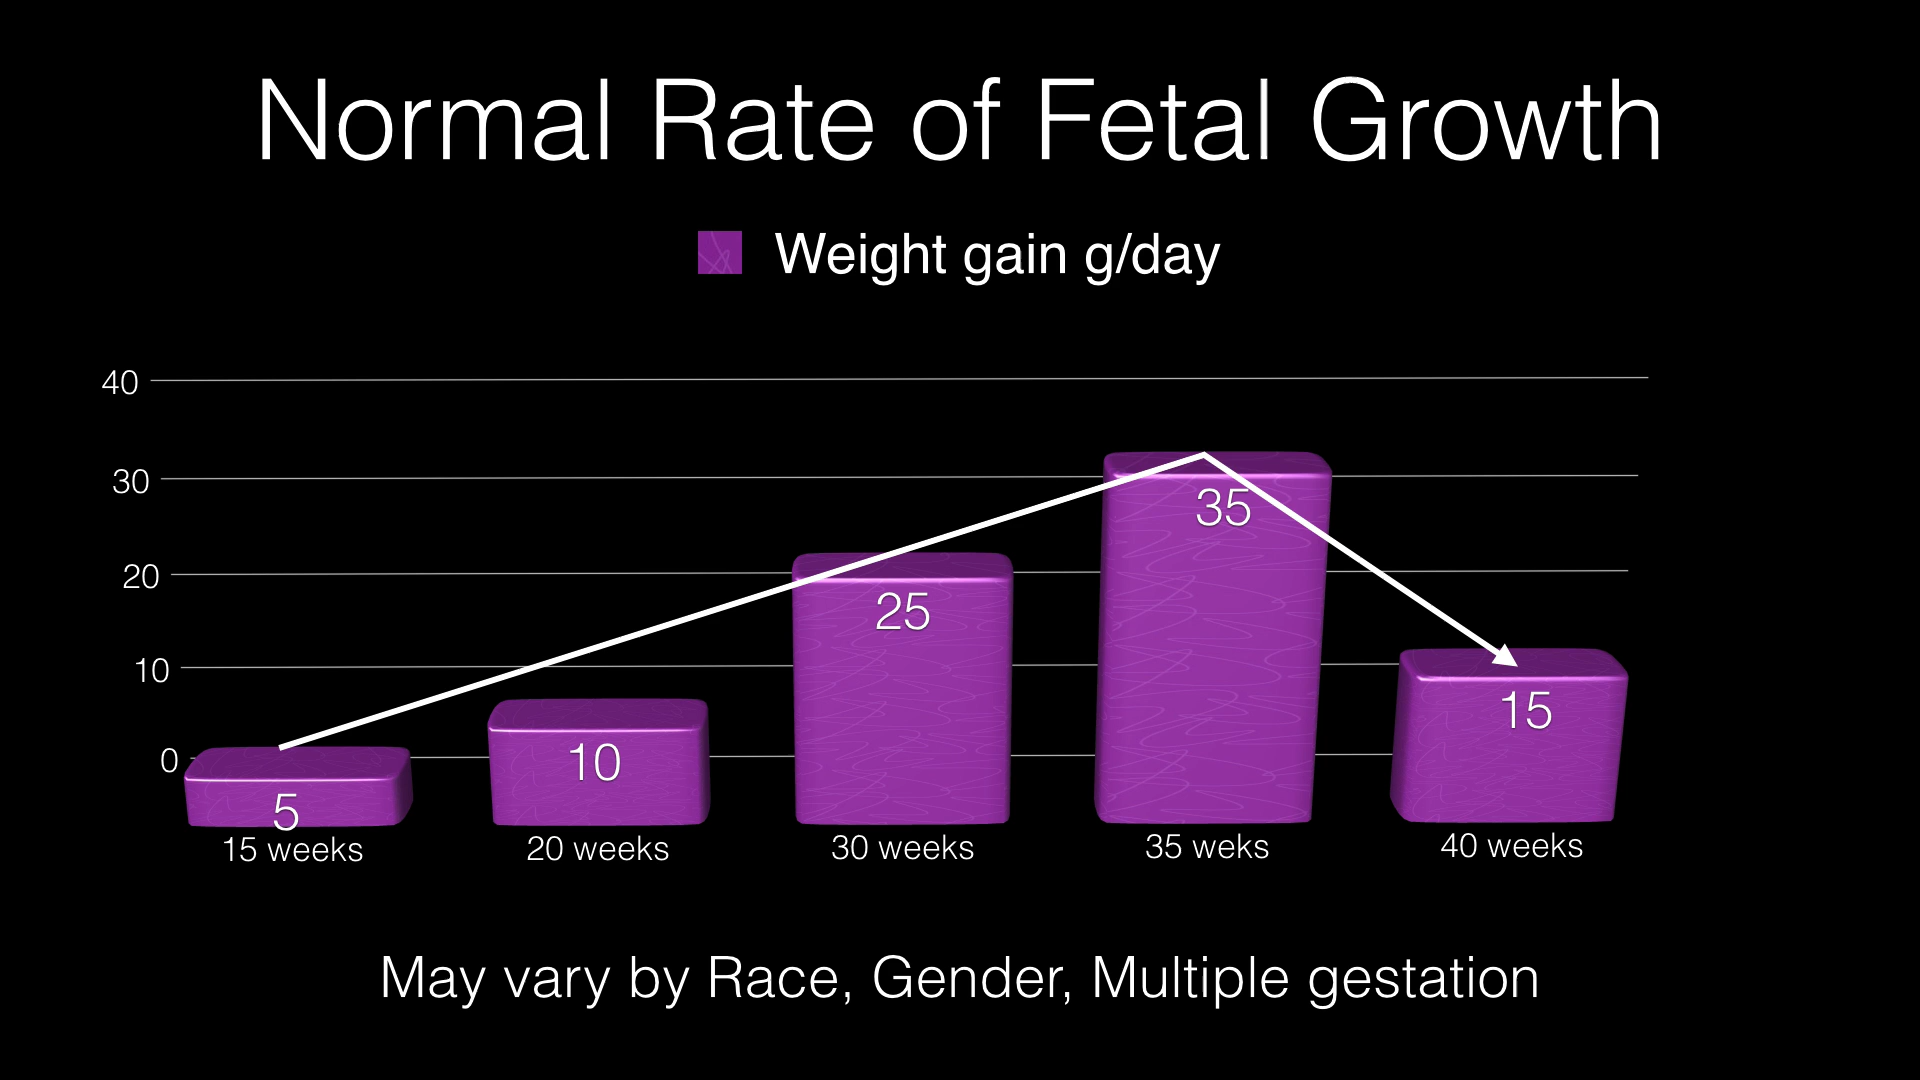 Normal Rate of Fetal Growth
Weight gain g/day
40
30
20
10
0
5
10
25
35
15
15 weeks
20 weeks
30 weeks
35 weks
40 weeks
May vary by Race, Gender, Multiple gestation